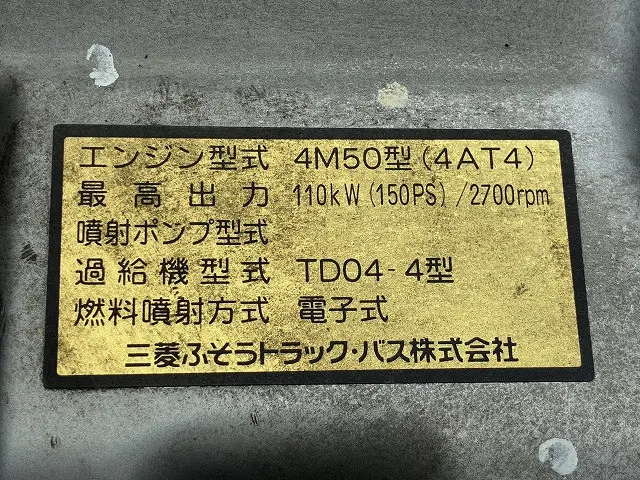 エンジン型式 4M50型(4AT4)
最高出力 110kW(150PS)/2700rpm
噴射ポンプ型式
過給機型式 TD04-4型
燃料噴射方式 電子式
三菱ふそうトラック・バス株式会社